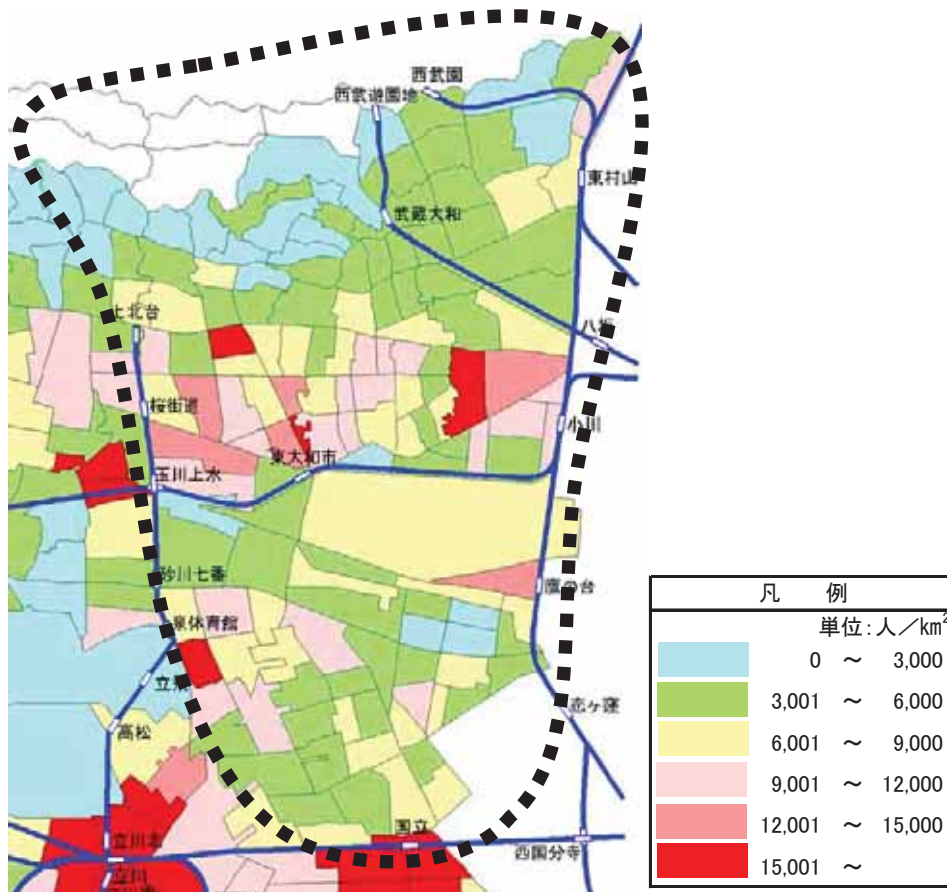 西武園
西武遊園地
東村山
武蔵大和
上北台
八坂
桜街道
小川
東大和市
玉川上水
砂川七番
鷹の台
泉体育館
立飛
恋ヶ窪
高松
国立
立川北
西国分寺
立川
凡 例
単位:人/km²
0 ～ 3,000
3,001 ～ 6,000
6,001 ～ 9,000
9,001 ～ 12,000
12,001 ～ 15,000
15,001 ～